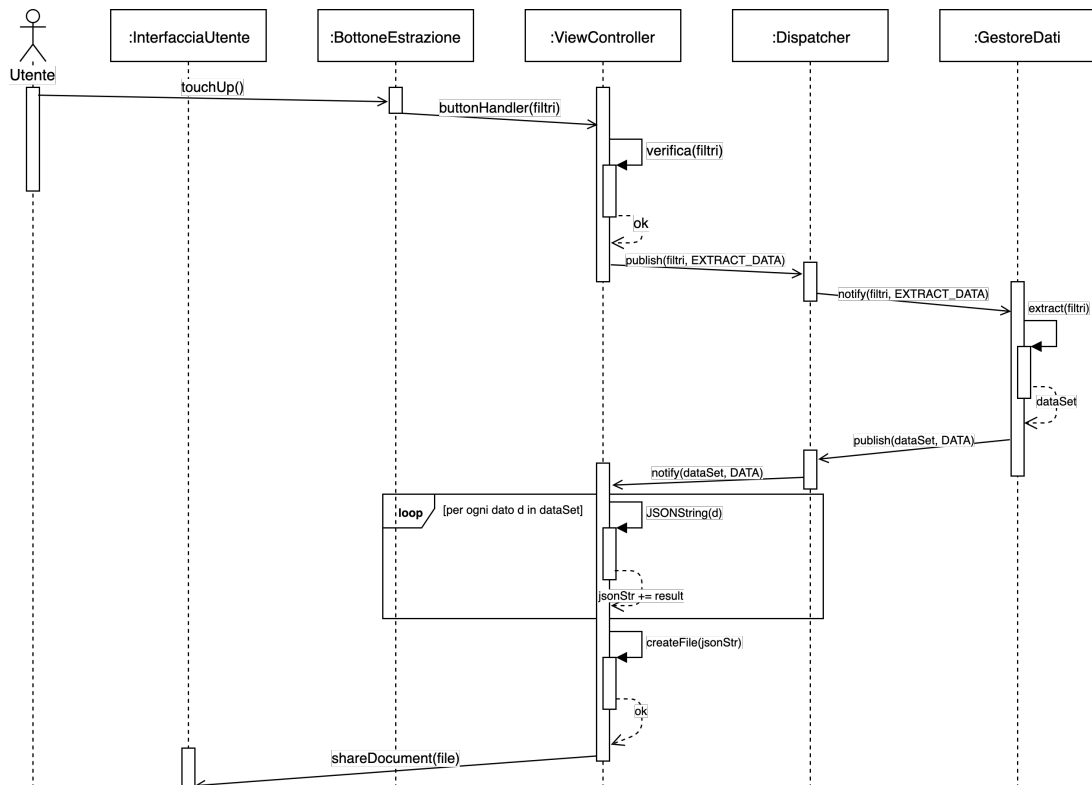 :InterfacciaUtente
:BottoneEstrazione
:ViewController
:Dispatcher
:GestoreDati
Utente
touchUp()
buttonHandler(filtri)
verifica(filtri)
ok
publish(filtri, EXTRACT_DATA)
notify(filtri, EXTRACT_DATA)
extract(filtri)
dataSet
publish(dataSet, DATA)
notify(dataSet, DATA)
loop
[per ogni dato d in dataSet]
JSONString(d)
jsonStr += result
createFile(jsonStr)
ok
shareDocument(file)